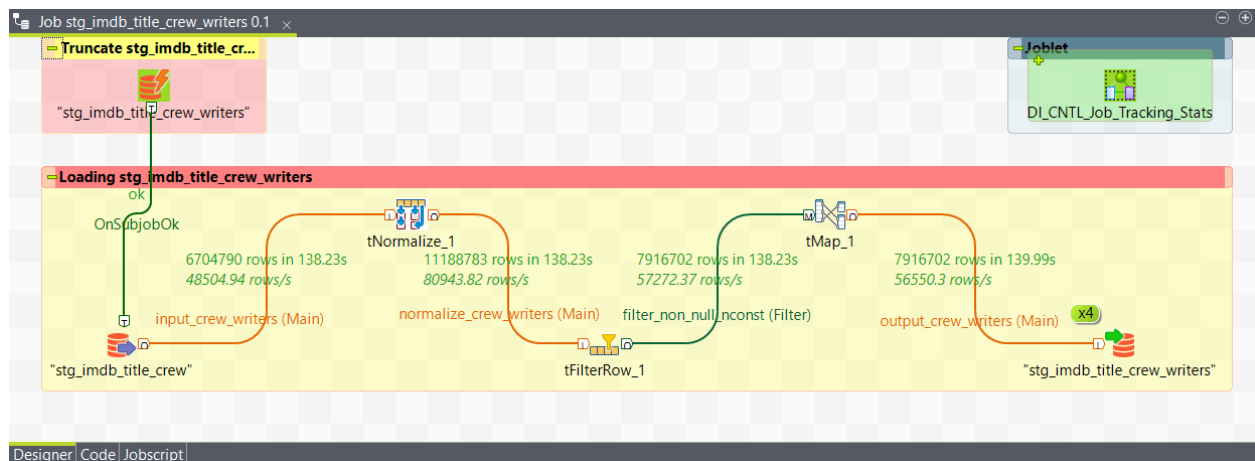 Job stg_imdb_title_crew_writers 0.1
Truncate stg_imdb_title_cr...
"stg_imdb_title_crew_writers"
Joblet
DI_CNTL_Job_Tracking_Stats
Loading stg_imdb_title_crew_writers
ok
OnSubjobOk
tNormalize_1
tMap_1
6704790 rows in 138.23s
48504.94 rows/s
11188783 rows in 138.23s
80943.82 rows/s
7916702 rows in 138.23s
57272.37 rows/s
7916702 rows in 139.99s
56550.3 rows/s
input_crew_writers (Main)
normalize_crew_writers (Main)
filter_non_null_nconst (Filter)
output_crew_writers (Main)
x4
"stg_imdb_title_crew"
tFilterRow_1
"stg_imdb_title_crew_writers"
Designer Code Jobscript